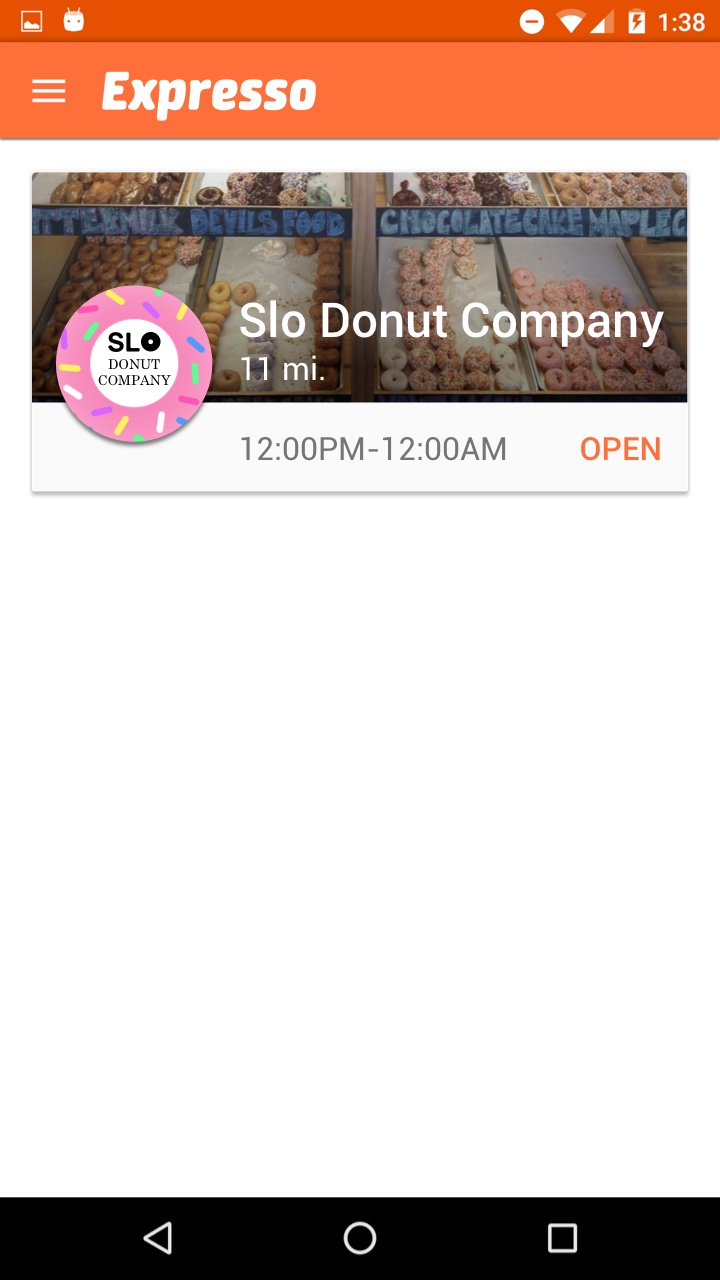 1:38
Expresso
DEVILS FOOD
CHOCOLATE CAKE MAPLE C
Slo Donut Company
11 mi.
SLO
DONUT
COMPANY
12:00PM-12:00AM
OPEN